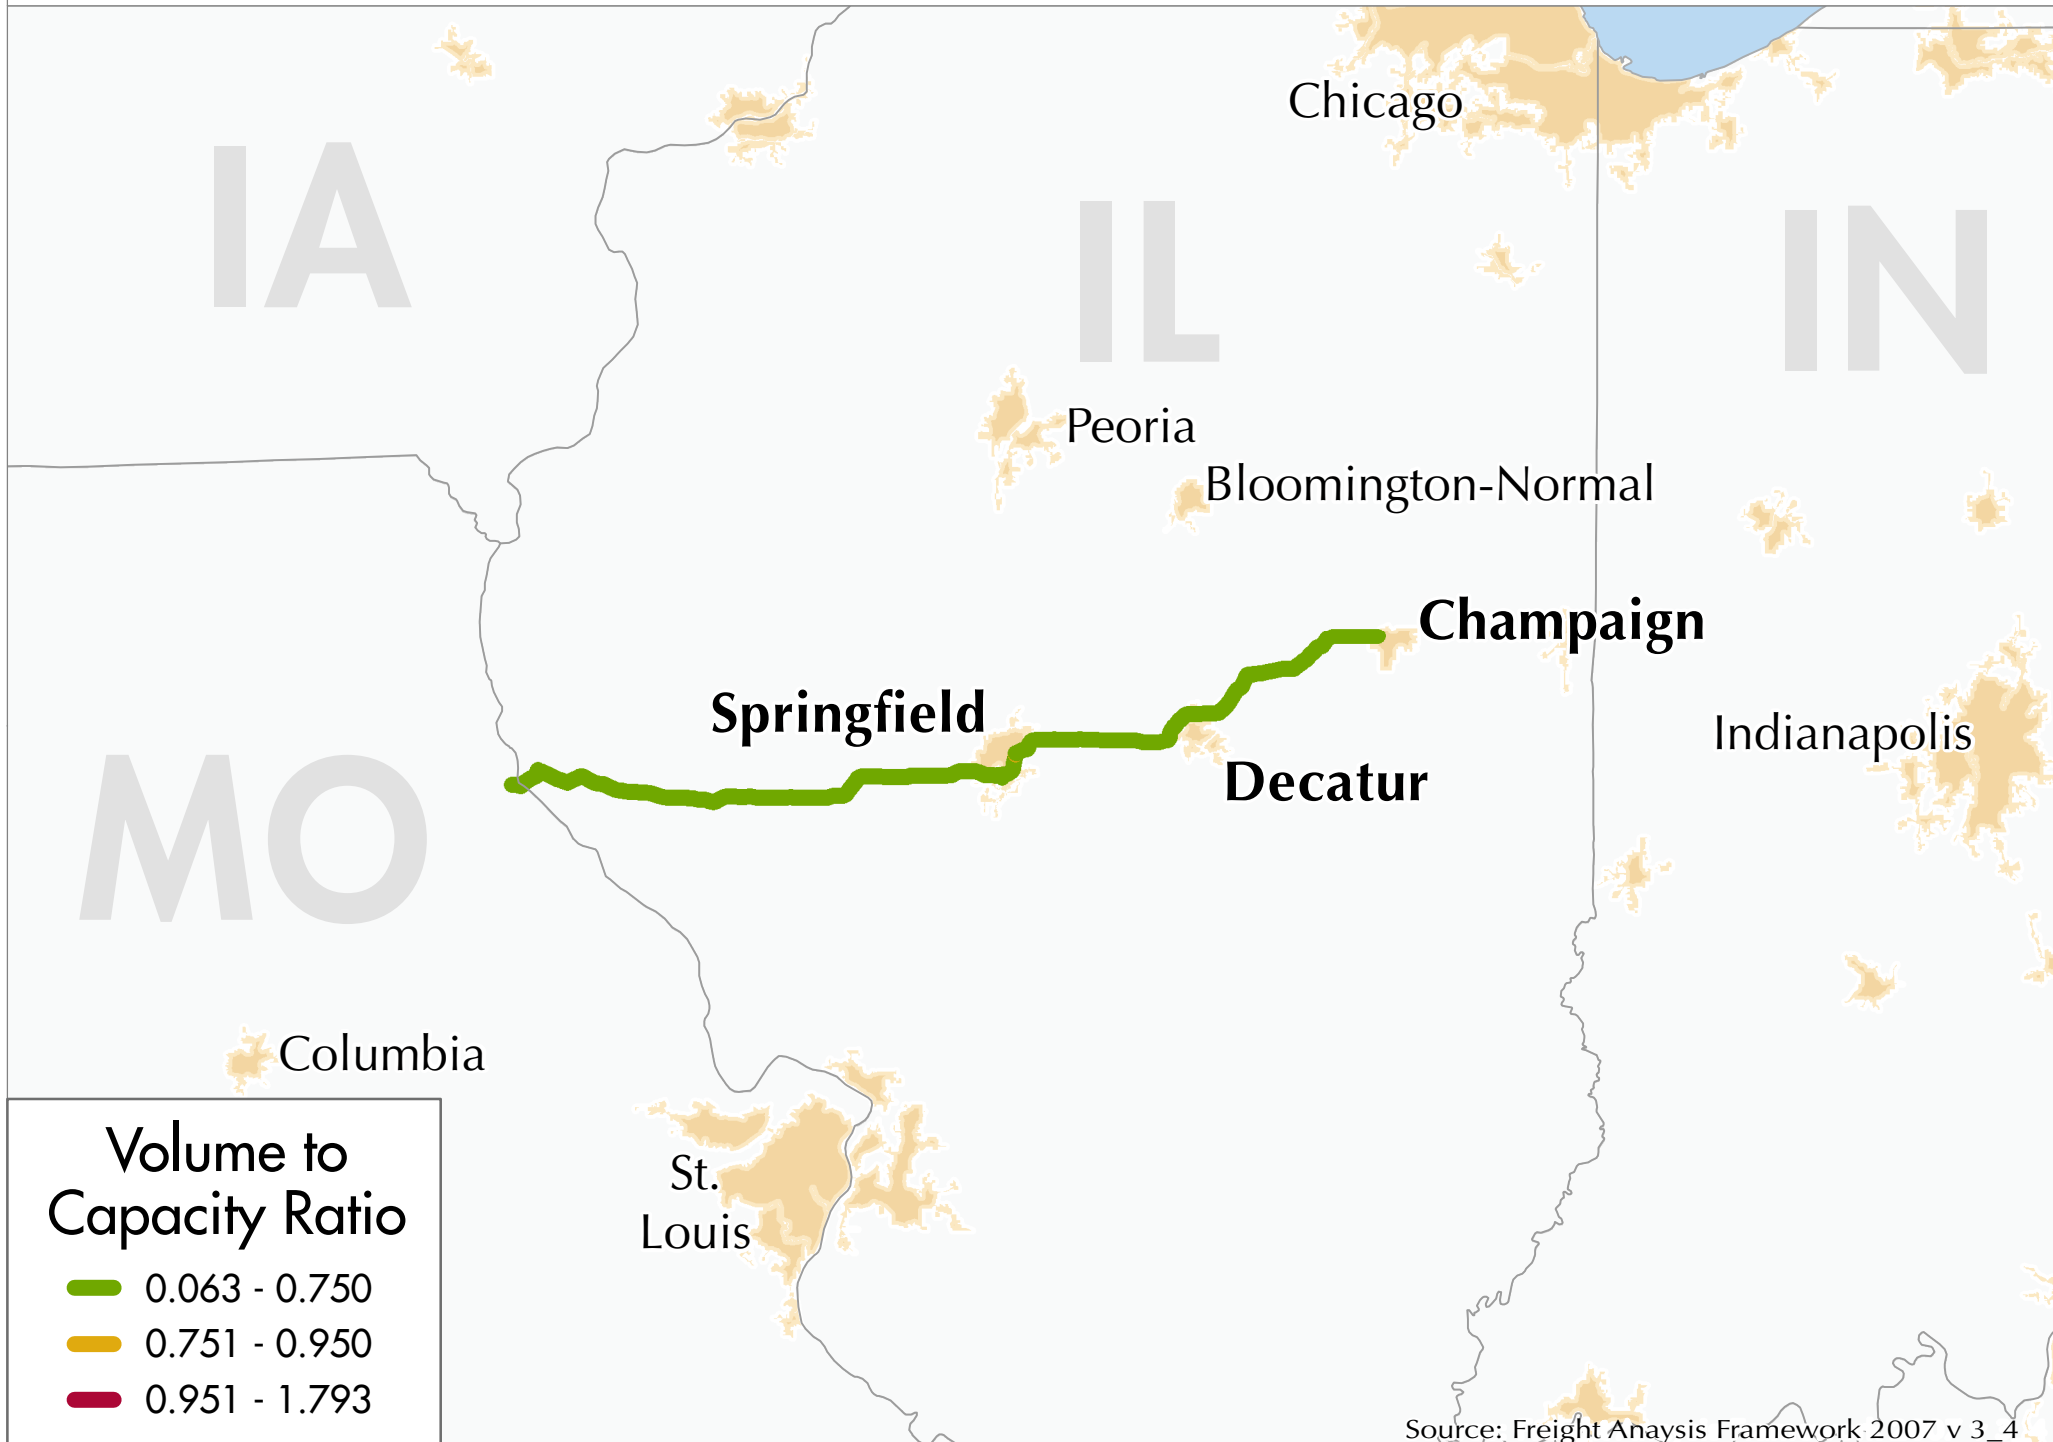 Chicago
IA
IL
IN
Peoria
Bloomington-Normal
Champaign
Springfield
Indianapolis
Decatur
MO
Columbia
St.
Louis
Volume to
Capacity Ratio
0.063 - 0.750
0.751 - 0.950
0.951 - 1.793
Source: Freight Anaysis Framework 2007 v 3_4